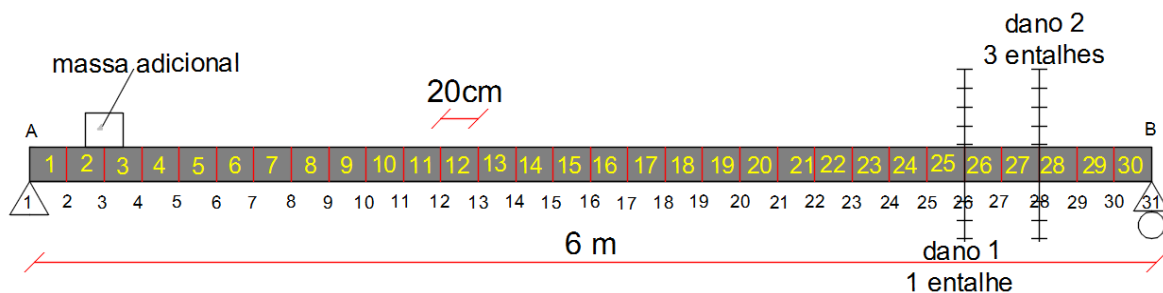 dano 2
3 entalhes
massa adicional
20cm
A
B
1 2 3 4 5 6 7 8 9 10 11 12 13 14 15 16 17 18 19 20 21 22 23 24 25 26 27 28 29 30
1 2 3 4 5 6 7 8 9 10 11 12 13 14 15 16 17 18 19 20 21 22 23 24 25 26 27 28 29 30 31
6 m
dano 1
1 entalhe